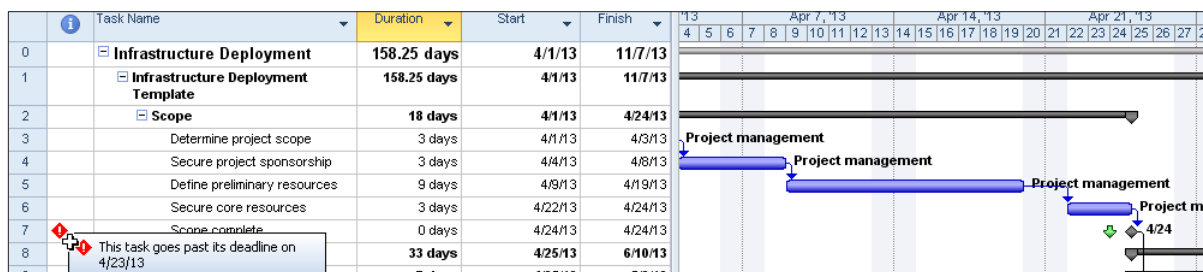 Task Name Duration Start Finish '13 Apr 7, '13 Apr 14, '13 Apr 21, '13
4 5 6 7 8 9 10 11 12 13 14 15 16 17 18 19 20 21 22 23 24 25 26 27
0 Infrastructure Deployment 158.25 days 4/1/13 11/7/13
1 Infrastructure Deployment Template 158.25 days 4/1/13 11/7/13
2 Scope 18 days 4/1/13 4/24/13
3 Determine project scope 3 days 4/1/13 4/3/13 Project management
4 Secure project sponsorship 3 days 4/4/13 4/8/13 Project management
5 Define preliminary resources 9 days 4/9/13 4/19/13 Project management
6 Secure core resources 3 days 4/22/13 4/24/13 Project m
7 Scope complete 0 days 4/24/13 4/24/13 4/24
This task goes past its deadline on
4/23/13
8 33 days 4/25/13 6/10/13